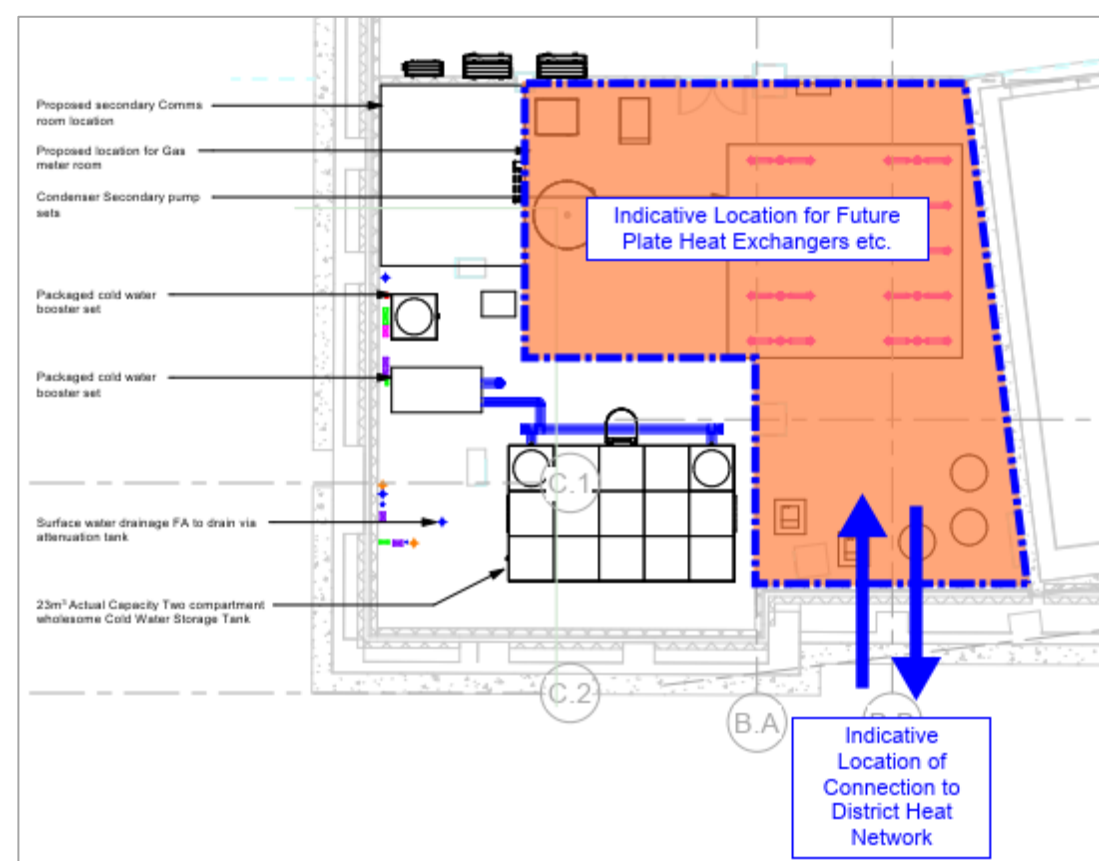 Proposed secondary Comms
room location
Proposed location for Gas
meter room
Condenser Secondary pump
sets
Indicative Location for Future
Plate Heat Exchangers etc.
Packaged cold water
booster set
Packaged cold water
booster set
C.1
Surface water drainage FA to drain via
attenuation tank
23m³ Actual Capacity Two compartment
wholesome Cold Water Storage Tank
C.2
B.A
Indicative
Location of
Connection to
District Heat
Network